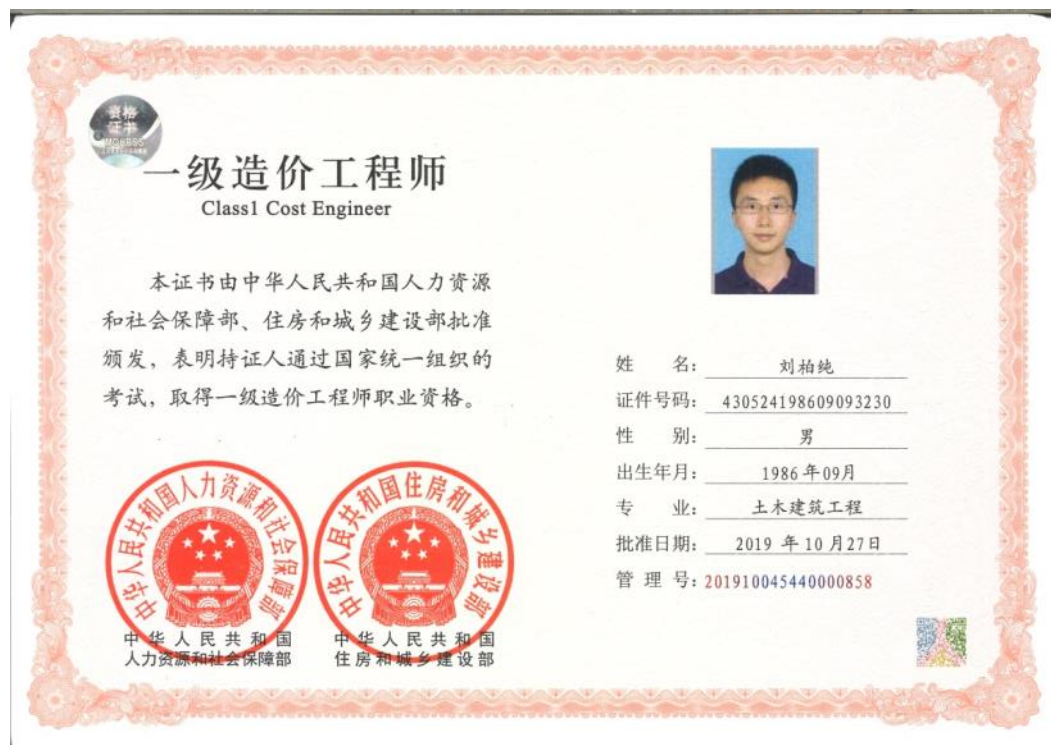 资格
证书
MOHRSS
一级造价工程师
Class1 Cost Engineer
本证书由中华人民共和国人力资源
和社会保障部、住房和城乡建设部批准
颁发，表明持证人通过国家统一组织的
考试，取得一级造价工程师职业资格。
中华人民共和国人力资源和社会保障部
中华人民共和国住房和城乡建设部
中华人民共和国
人力资源和社会保障部
中华人民共和国
住房和城乡建设部
姓 名：刘柏纯
证件号码：430524198609093230
性 别：男
出生年月：1986年09月
专 业：土木建筑工程
批准日期：2019 年 10月27日
管 理 号：201910045440000858